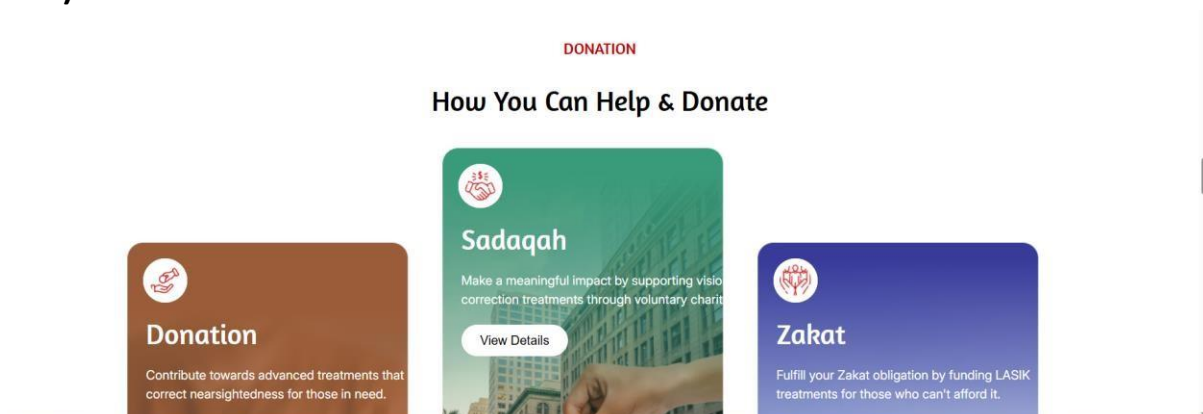 DONATION
How You Can Help & Donate
Sadaqah
Make a meaningful impact by supporting visio
correction treatments through voluntary charit
View Details
Donation
Contribute towards advanced treatments that
correct nearsightedness for those in need.
Zakat
Fulfill your Zakat obligation by funding LASIK
treatments for those who can't afford it.